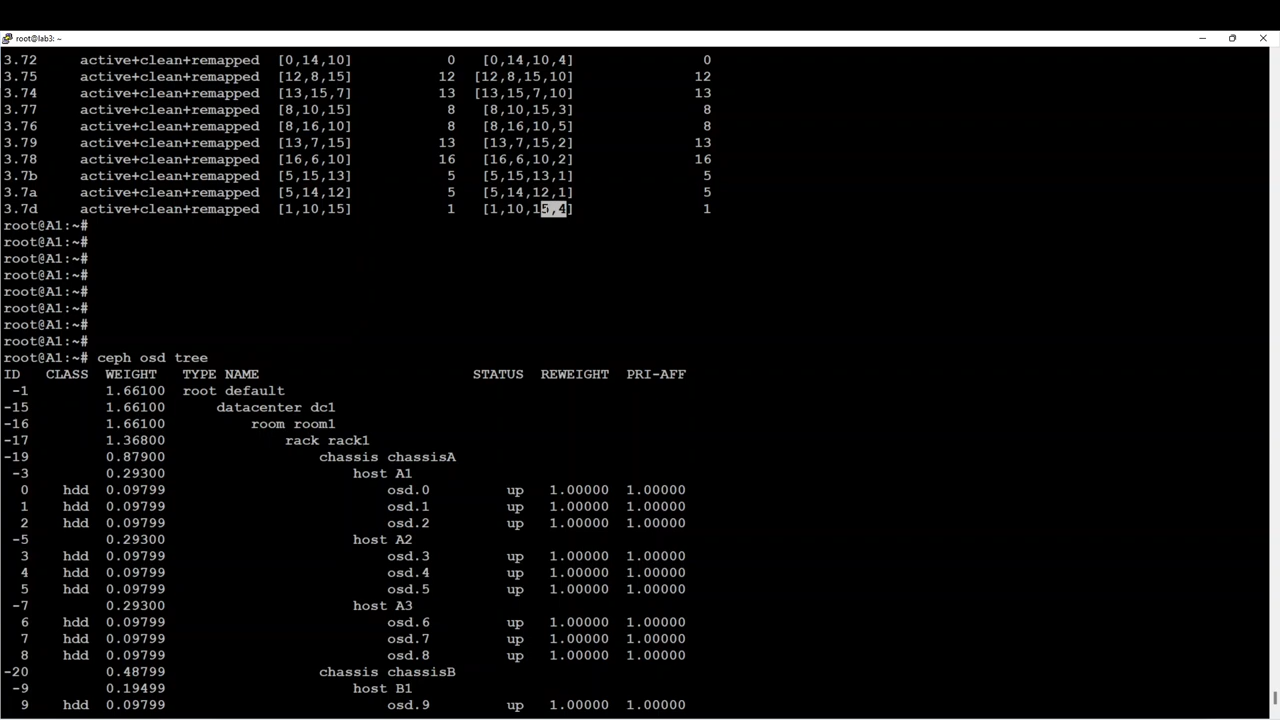 root@lab3: ~
3.72 active+clean+remapped [0,14,10] 0 [0,14,10,4] 0
3.75 active+clean+remapped [12,8,15] 12 [12,8,15,10] 12
3.74 active+clean+remapped [13,15,7] 13 [13,15,7,10] 13
3.77 active+clean+remapped [8,10,15] 8 [8,10,15,3] 8
3.76 active+clean+remapped [8,16,10] 8 [8,16,10,5] 8
3.79 active+clean+remapped [13,7,15] 13 [13,7,15,2] 13
3.78 active+clean+remapped [16,6,10] 16 [16,6,10,2] 16
3.7b active+clean+remapped [5,15,13] 5 [5,15,13,1] 5
3.7a active+clean+remapped [5,14,12] 5 [5,14,12,1] 5
3.7d active+clean+remapped [1,10,15] 1 [1,10,15,4] 1
root@A1:~#
root@A1:~#
root@A1:~#
root@A1:~#
root@A1:~#
root@A1:~#
root@A1:~#
root@A1:~#
root@A1:~# ceph osd tree
ID CLASS WEIGHT TYPE NAME STATUS REWEIGHT PRI-AFF
-1 1.66100 root default
-15 1.66100 datacenter dc1
-16 1.66100 room room1
-17 1.36800 rack rack1
-19 0.87900 chassis chassisA
-3 0.29300 host A1
0 hdd 0.09799 osd.0 up 1.00000 1.00000
1 hdd 0.09799 osd.1 up 1.00000 1.00000
2 hdd 0.09799 osd.2 up 1.00000 1.00000
-5 0.29300 host A2
3 hdd 0.09799 osd.3 up 1.00000 1.00000
4 hdd 0.09799 osd.4 up 1.00000 1.00000
5 hdd 0.09799 osd.5 up 1.00000 1.00000
-7 0.29300 host A3
6 hdd 0.09799 osd.6 up 1.00000 1.00000
7 hdd 0.09799 osd.7 up 1.00000 1.00000
8 hdd 0.09799 osd.8 up 1.00000 1.00000
-20 0.48799 chassis chassisB
-9 0.19499 host B1
9 hdd 0.09799 osd.9 up 1.00000 1.00000